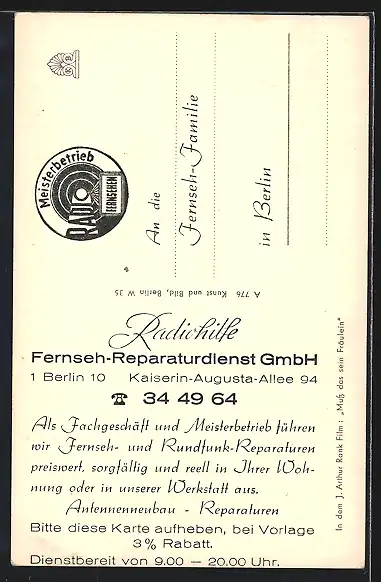 Meisterbetrieb
RADIO
FERNSEHEN
An die
Fernseh-Familie
in Berlin
A 776 Kunst und Bild, Berlin W 35
Radiohilfe
Fernseh-Reparaturdienst GmbH
1 Berlin 10 Kaiserin-Augusta-Allee 94
☎ 34 49 64
Als Fachgeschäft und Meisterbetrieb führen
wir Fernseh- und Rundfunk-Reparaturen
preiswert, sorgfältig und reell in Ihrer Woh-
nung oder in unserer Werkstatt aus.
Antennenneubau - Reparaturen
Bitte diese Karte aufheben, bei Vorlage
3 % Rabatt.
Dienstbereit von 9.00 — 20.00 Uhr.
In dem J. Arthur Rank Film: „Muß das sein Fräulein"